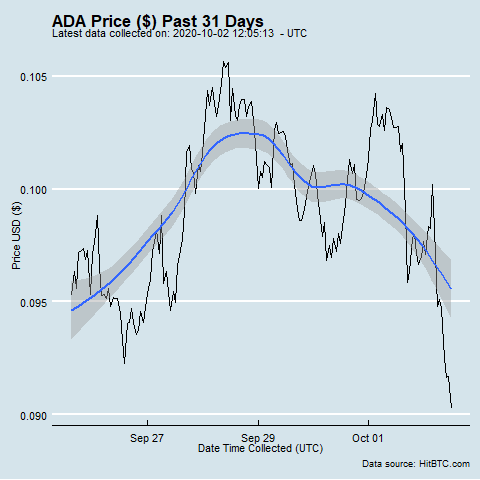 ADA Price ($) Past 31 Days
Latest data collected on: 2020-10-02 12:05:13 - UTC
0.105
0.100
0.095
0.090
Price USD ($)
Sep 27 Sep 29 Oct 01
Date Time Collected (UTC)
Data source: HitBTC.com